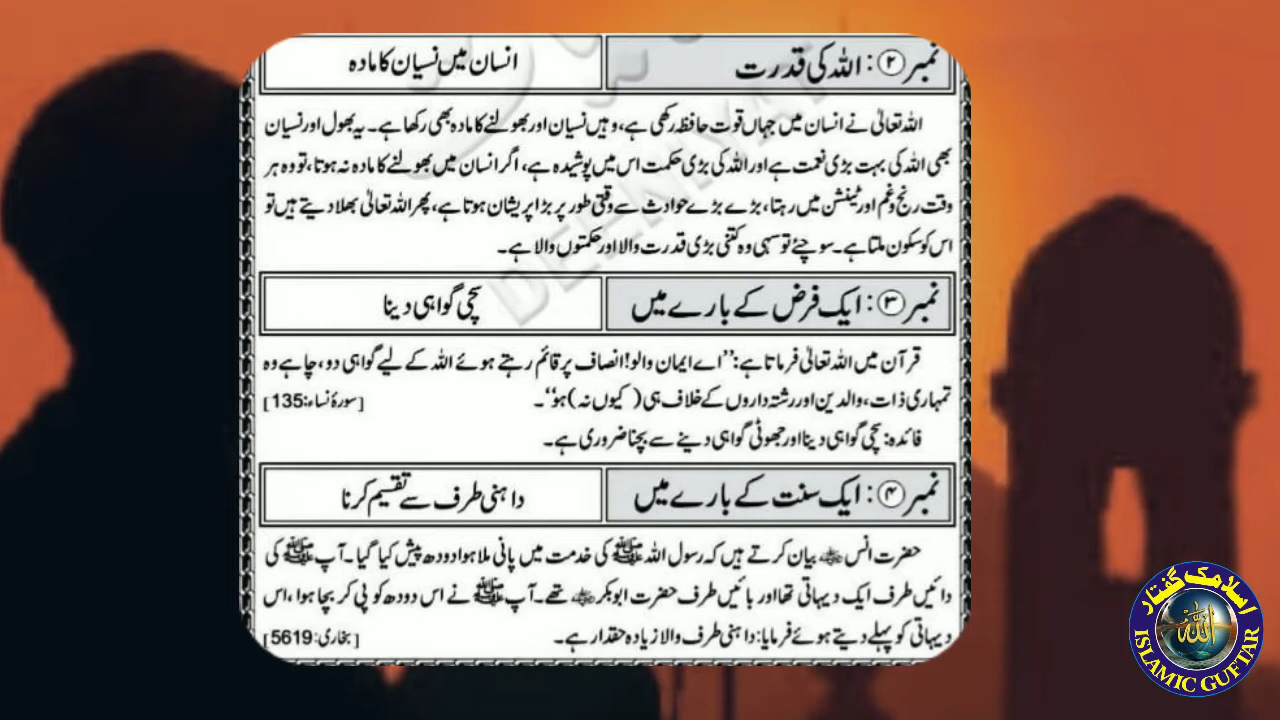 نمبر ۲ : اللہ کی قدرت
انسان میں نسیان کا مادہ
اللہ تعالیٰ نے انسان میں جہاں قوت حافظہ رکھی ہے، وہیں نسیان اور بھولنے کا مادہ بھی رکھا ہے۔ یہ بھول اور نسیان
بھی اللہ کی بہت بڑی نعمت ہے اور اللہ کی بڑی حکمت اس میں پوشیدہ ہے، اگر انسان میں بھولنے کا مادہ نہ ہوتا، تو وہ ہر
وقت رنج و غم اور ٹینشن میں رہتا، بڑے بڑے حوادث سے وقتی طور پر بڑا پریشان ہوتا ہے، پھر اللہ تعالیٰ بھلا دیتے ہیں تو
اس کو سکون ملتا ہے۔ سوچئے تو سہی وہ کتنی بڑی قدرت والا اور حکمتوں والا ہے۔
نمبر ۳ : ایک فرض کے بارے میں
سچی گواہی دینا
قرآن میں اللہ تعالیٰ فرماتا ہے: ”اے ایمان والو! انصاف پر قائم رہتے ہوئے اللہ کے لیے گواہی دو، چاہے وہ
تمہاری ذات، والدین اور رشتہ داروں کے خلاف ہی (کیوں نہ) ہو“۔ [سورۂ نساء: 135]
فائدہ: سچی گواہی دینا اور جھوٹی گواہی دینے سے بچنا ضروری ہے۔
نمبر ۴ : ایک سنت کے بارے میں
داہنی طرف سے تقسیم کرنا
حضرت انس ؓ بیان کرتے ہیں کہ رسول اللہ ﷺ کی خدمت میں پانی ملا ہوا دودھ پیش کیا گیا۔ آپ ﷺ کی
دائیں طرف ایک دیہاتی تھا اور بائیں طرف حضرت ابوبکر ؓ تھے۔ آپ ﷺ نے اس دودھ کو پی کر بچا ہوا، اس
دیہاتی کو پہلے دیتے ہوئے فرمایا: داہنی طرف والا زیادہ حقدار ہے۔ [بخاری: 5619]
DEENIYAT
اسلامک گفتار
اللہ
ISLAMIC GUFTAR